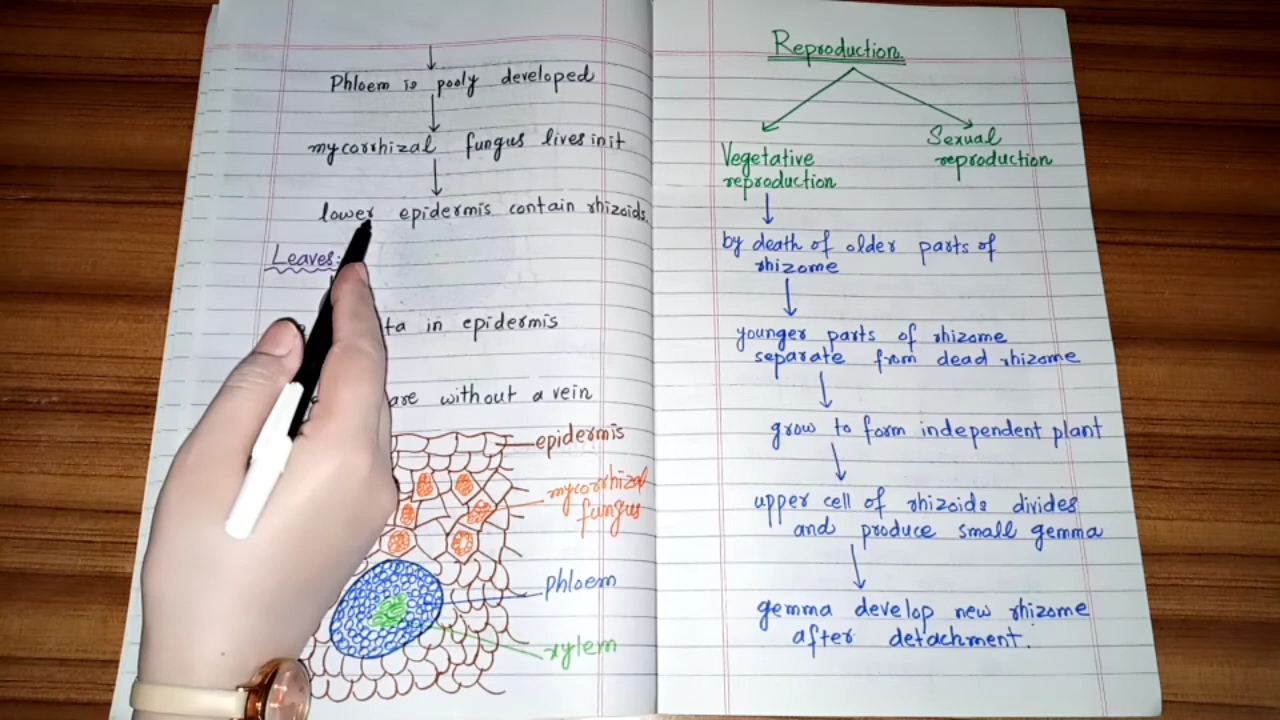 Phloem is pooly developed
mycorrhizal fungus lives in it
lower epidermis contain rhizoids.
Leaves:
ta in epidermis
are without a vein
epidermis
mycorrhizal
fungus
phloem
xylem
Reproduction.
Vegetative
reproduction
Sexual
reproduction
by death of older parts of
rhizome
younger parts of rhizome
separate from dead rhizome
grow to form independent plant
upper cell of rhizoids divides
and produce small gemma
gemma develop new rhizome
after detachment.